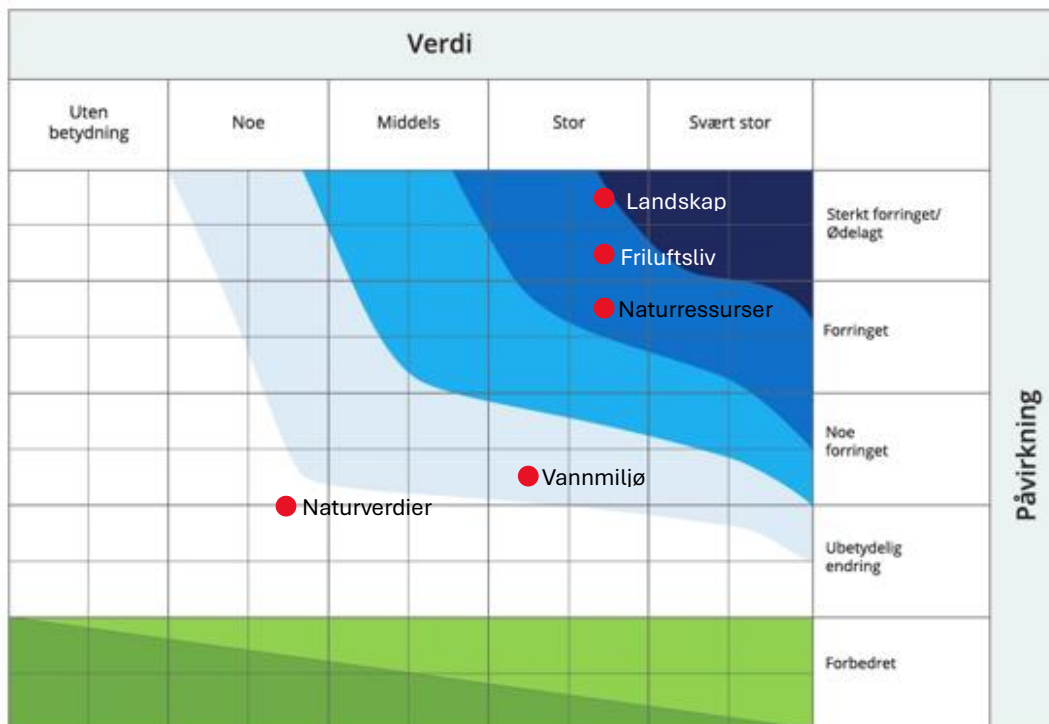 Verdi
Uten
betydning
Noe
Middels
Stor
Svært stor
Landskap
Sterkt forringet/
Ødelagt
Friluftsliv
Naturressurser
Forringet
Noe
forringet
Vannmiljø
Naturverdier
Ubetydelig
endring
Forbedret
Påvirkning